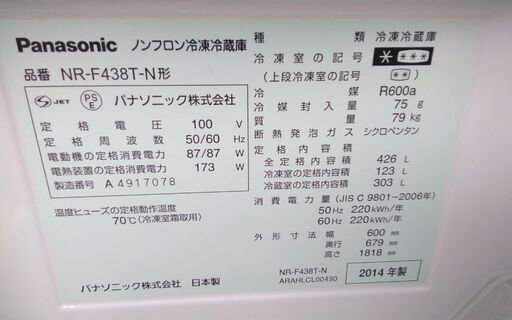 Panasonic ノンフロン冷凍冷蔵庫
品番 NR-F438T-N形
S JET PSE パナソニック株式会社
定格電圧 100 V
定格周波数 50/60 Hz
電動機の定格消費電力 87/87 W
電熱装置の定格消費電力 173 W
製造番号 A 4917078
温度ヒューズの定格動作温度
70℃(冷凍室霜取用)
パナソニック株式会社 日本製
種類 冷凍冷蔵庫
冷凍室の記号 * ***
(上段冷凍室の記号 **)
冷媒 R600a
冷媒封入量 75 g
質量 79 kg
断熱発泡ガス シクロペンタン
定格内容積
全定格内容積 426 L
冷凍室の定格内容積 123 L
冷蔵室の定格内容積 303 L
消費電力量 (JIS C 9801-2006年)
50Hz 220kWh/年
60Hz 220kWh/年
外形寸法 幅 600 mm
奥行 679 mm
高さ 1818 mm
NR-F438T-N
ARAHLCL00490
2014年製